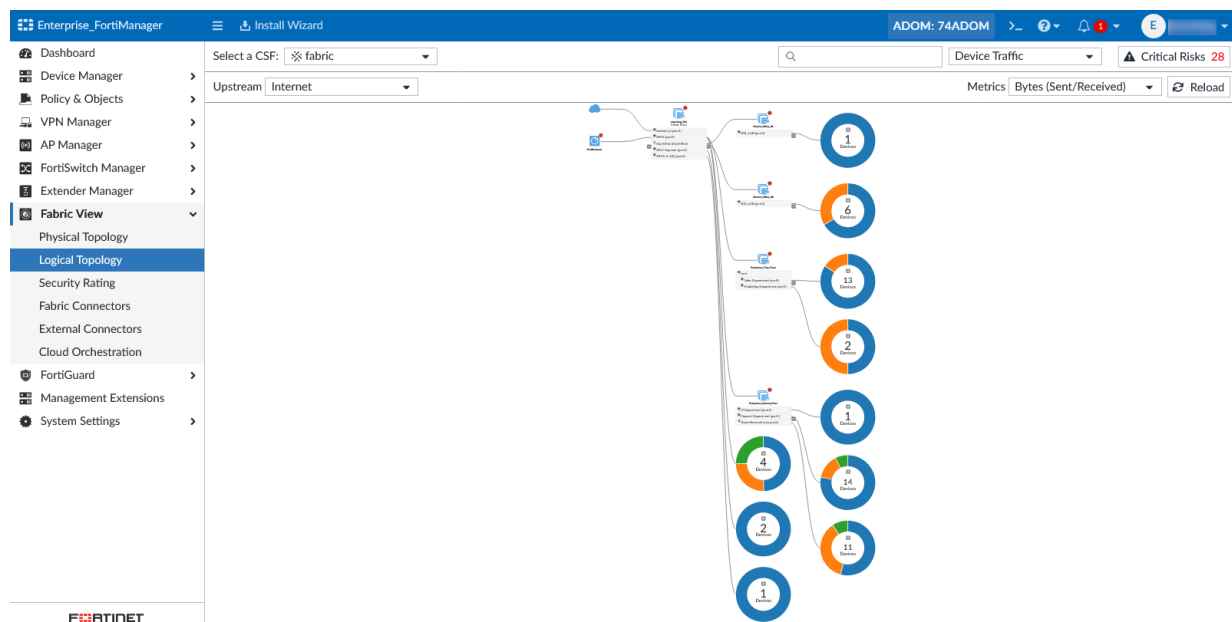 Enterprise_FortiManager
Install Wizard
ADOM: 74ADOM
1
E
Dashboard
Device Manager
Policy & Objects
VPN Manager
AP Manager
FortiSwitch Manager
Extender Manager
Fabric View
Physical Topology
Logical Topology
Security Rating
Fabric Connectors
External Connectors
Cloud Orchestration
FortiGuard
Management Extensions
System Settings
FORTINET
Select a CSF: fabric
Device Traffic
Critical Risks 28
Upstream Internet
Metrics Bytes (Sent/Received)
Reload
1
Devices
6
Devices
13
Devices
2
Devices
1
Devices
4
Devices
14
Devices
2
Devices
11
Devices
1
Devices